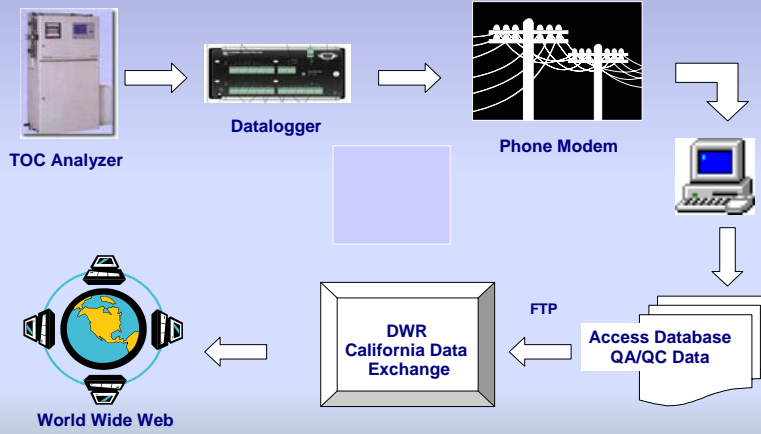 TOC Analyzer
Datalogger
Phone Modem
FTP
Access Database
QA/QC Data
DWR
California Data
Exchange
World Wide Web